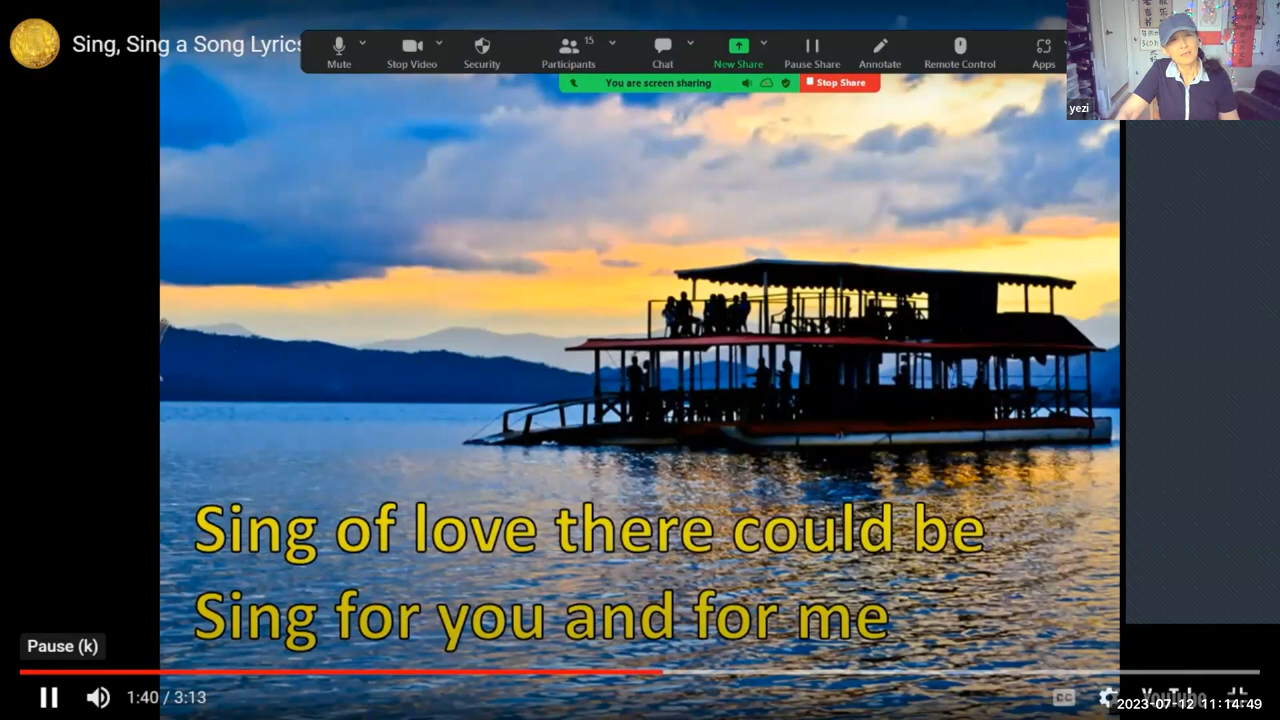 Sing, Sing a Song Lyrics
Mute
Stop Video
Security
15
Participants
Chat
New Share
Pause Share
Annotate
Remote Control
Apps
You are screen sharing
Stop Share
yezi
Sing of love there could be
Sing for you and for me
Pause (k)
1:40 / 3:13
CC
YouTube
2023-07-12 11:14:49